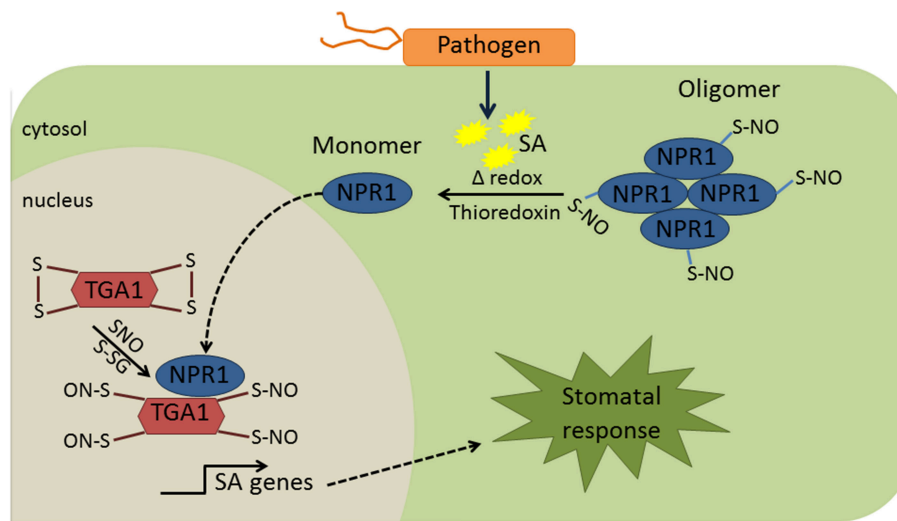 Pathogen
cytosol
Oligomer
S-NO
Monomer
SA
NPR1
Δ redox
S-NO
nucleus
NPR1
NPR1
NPR1
Thioredoxin
S-NO
NPR1
S-NO
S
S
TGA1
S
S
SNO
S-SG
NPR1
ON-S
S-NO
TGA1
ON-S
S-NO
Stomatal
response
SA genes